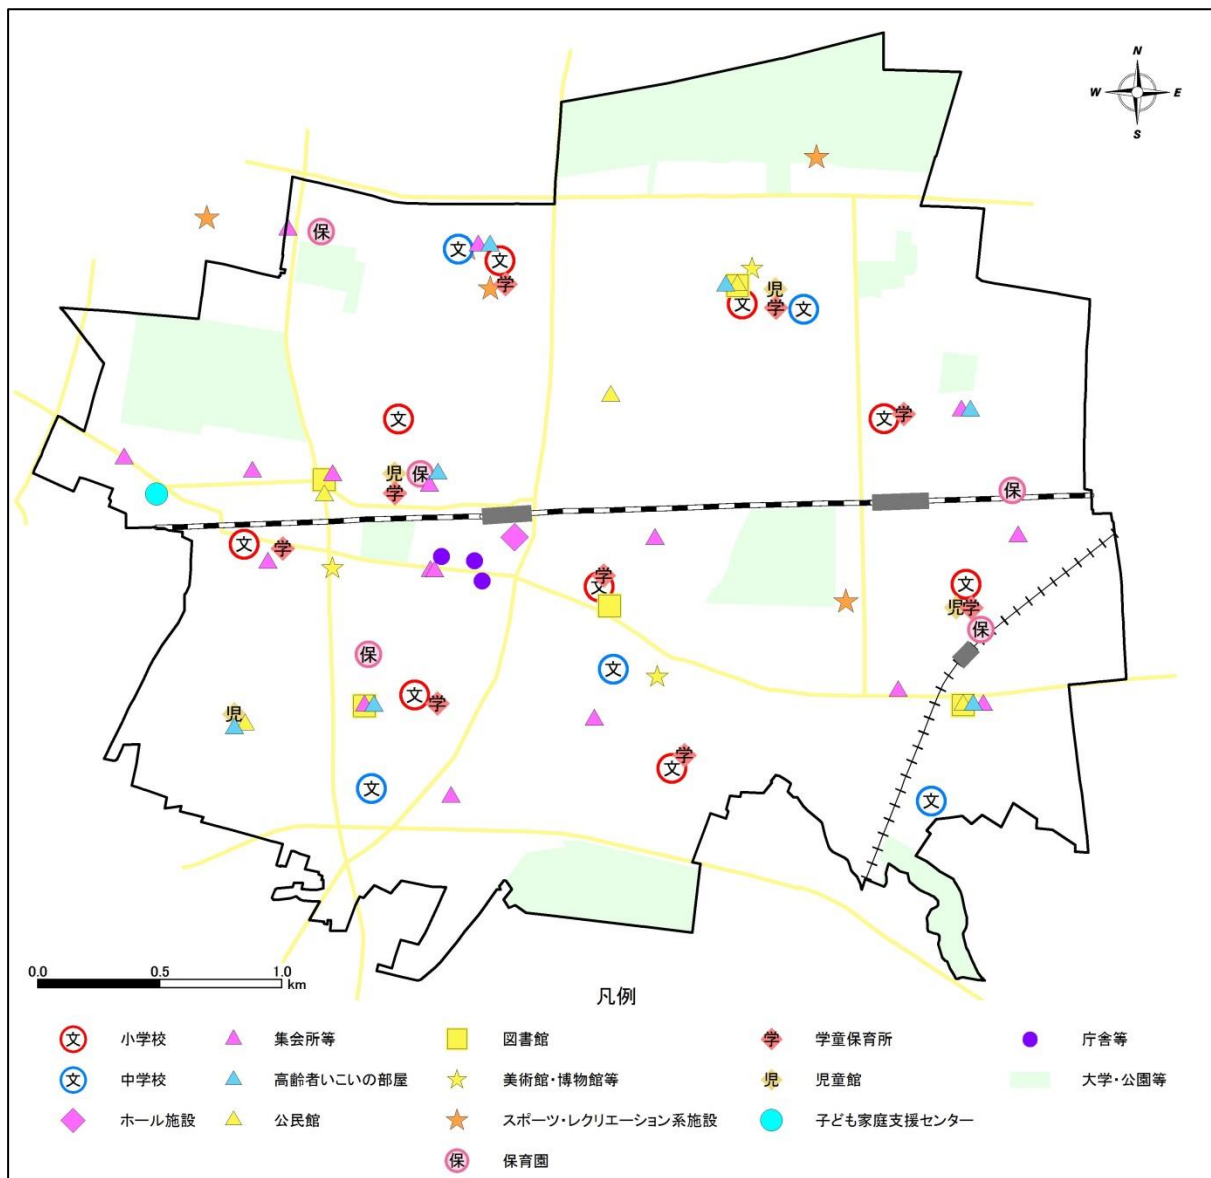 N
W E
S
保
文 文
学
児
文 学 文
文
文 学
児 保
学
保
文 学
学
文
文
児 学
保
保
文
文 学
児
学
文
文
文
0.0 0.5 1.0
km
凡例
文 小学校 集会所等 図書館 学 学童保育所 庁舎等
文 中学校 高齢者いこいの部屋 美術館・博物館等 児 児童館 大学・公園等
ホール施設 公民館 スポーツ・レクリエーション系施設 子ども家庭支援センター
保 保育園